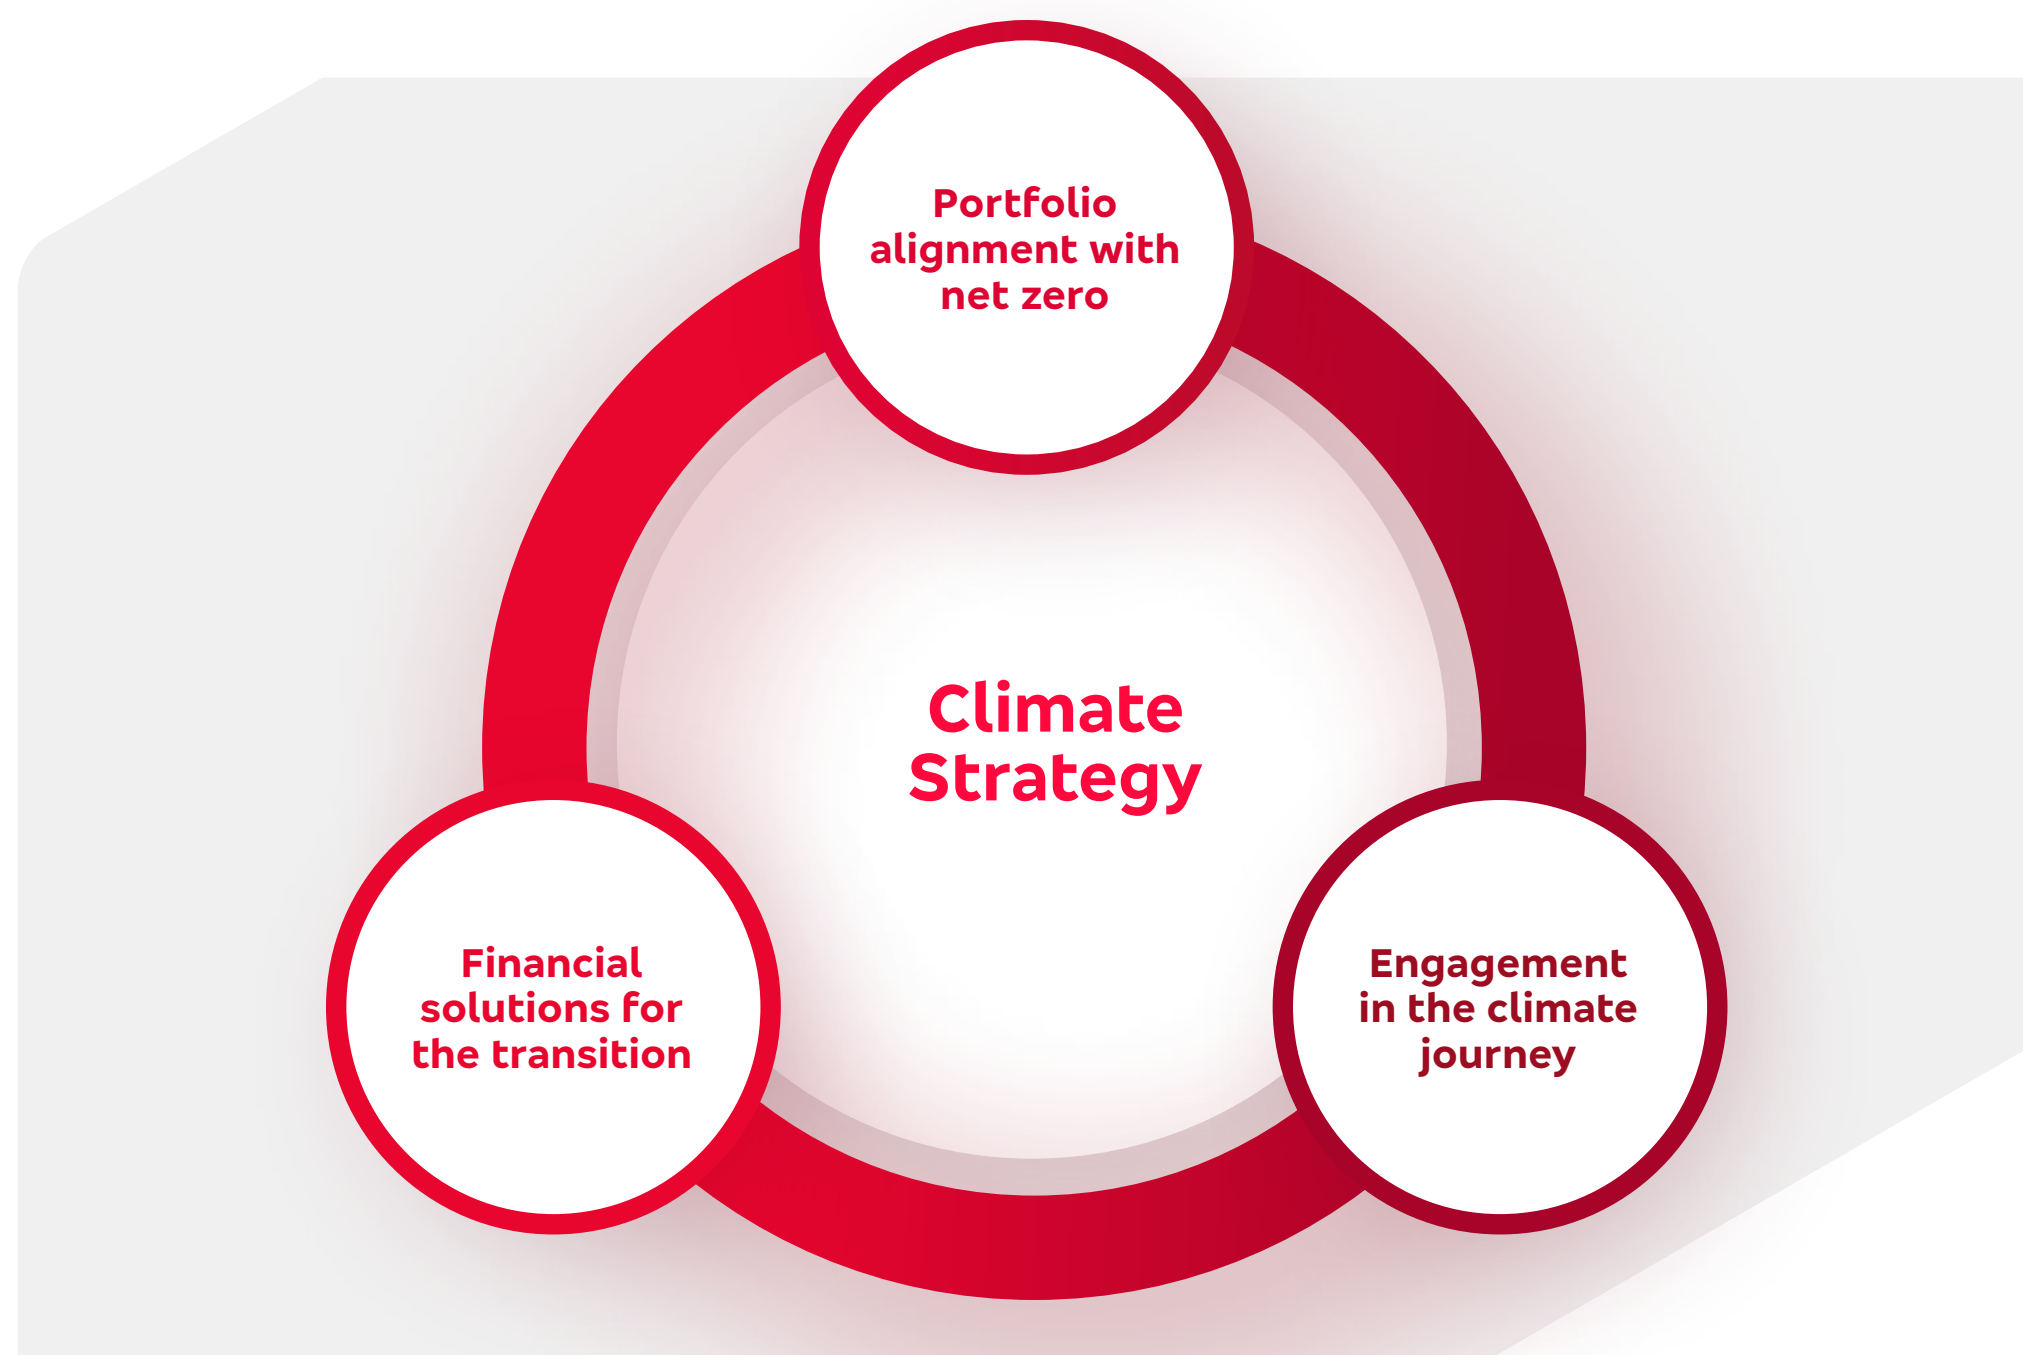 Portfolio
alignment with
net zero
Climate
Strategy
Financial
solutions for
the transition
Engagement
in the climate
journey